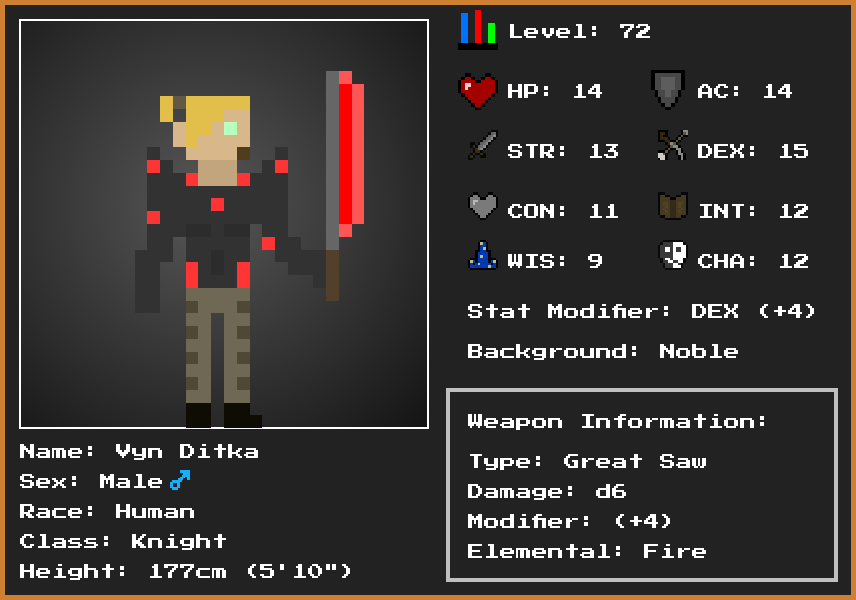 Level: 72
HP: 14
AC: 14
STR: 13
DEX: 15
CON: 11
INT: 12
WIS: 9
CHA: 12
Stat Modifier: DEX (+4)
Background: Noble
Weapon Information:
Type: Great Saw
Damage: d6
Modifier: (+4)
Elemental: Fire
Name: Vyn Ditka
Sex: Male ♂
Race: Human
Class: Knight
Height: 177cm (5'10")